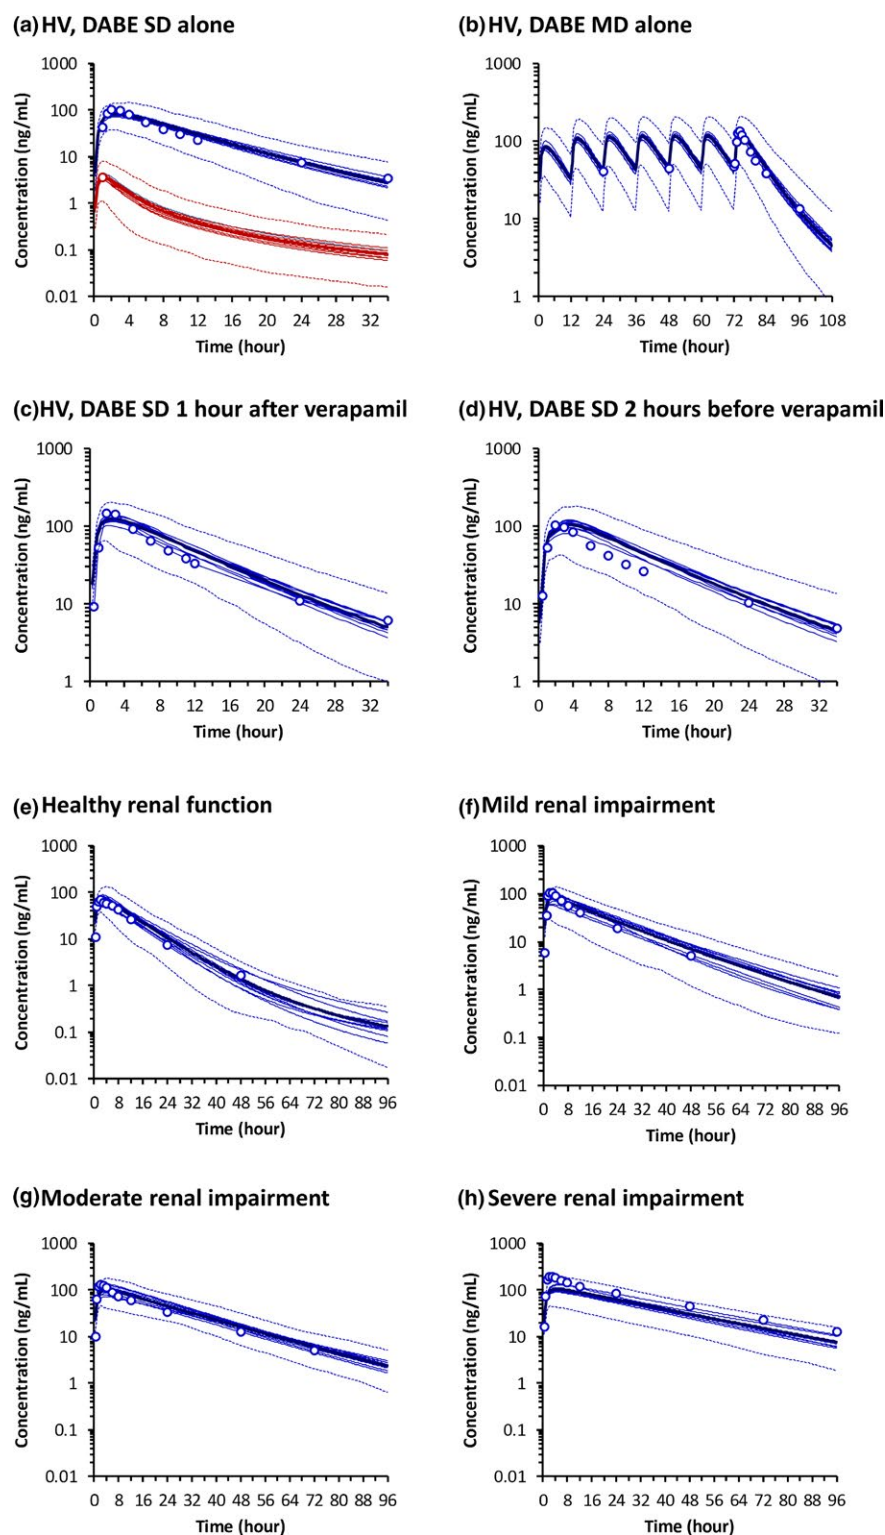 (a) HV, DABE SD alone
Concentration (ng/mL)
1000
100
10
1
0.1
0.01
0 4 8 12 16 20 24 28 32
Time (hour)
(b) HV, DABE MD alone
Concentration (ng/mL)
1000
100
10
1
0 12 24 36 48 60 72 84 96 108
Time (hour)
(c) HV, DABE SD 1 hour after verapamil
Concentration (ng/mL)
1000
100
10
1
0 4 8 12 16 20 24 28 32
Time (hour)
(d) HV, DABE SD 2 hours before verapamil
Concentration (ng/mL)
1000
100
10
1
0 4 8 12 16 20 24 28 32
Time (hour)
(e) Healthy renal function
Concentration (ng/mL)
1000
100
10
1
0.1
0.01
0 8 16 24 32 40 48 56 64 72 80 88 96
Time (hour)
(f) Mild renal impairment
Concentration (ng/mL)
1000
100
10
1
0.1
0.01
0 8 16 24 32 40 48 56 64 72 80 88 96
Time (hour)
(g) Moderate renal impairment
Concentration (ng/mL)
1000
100
10
1
0.1
0.01
0 8 16 24 32 40 48 56 64 72 80 88 96
Time (hour)
(h) Severe renal impairment
Concentration (ng/mL)
1000
100
10
1
0.1
0.01
0 8 16 24 32 40 48 56 64 72 80 88 96
Time (hour)